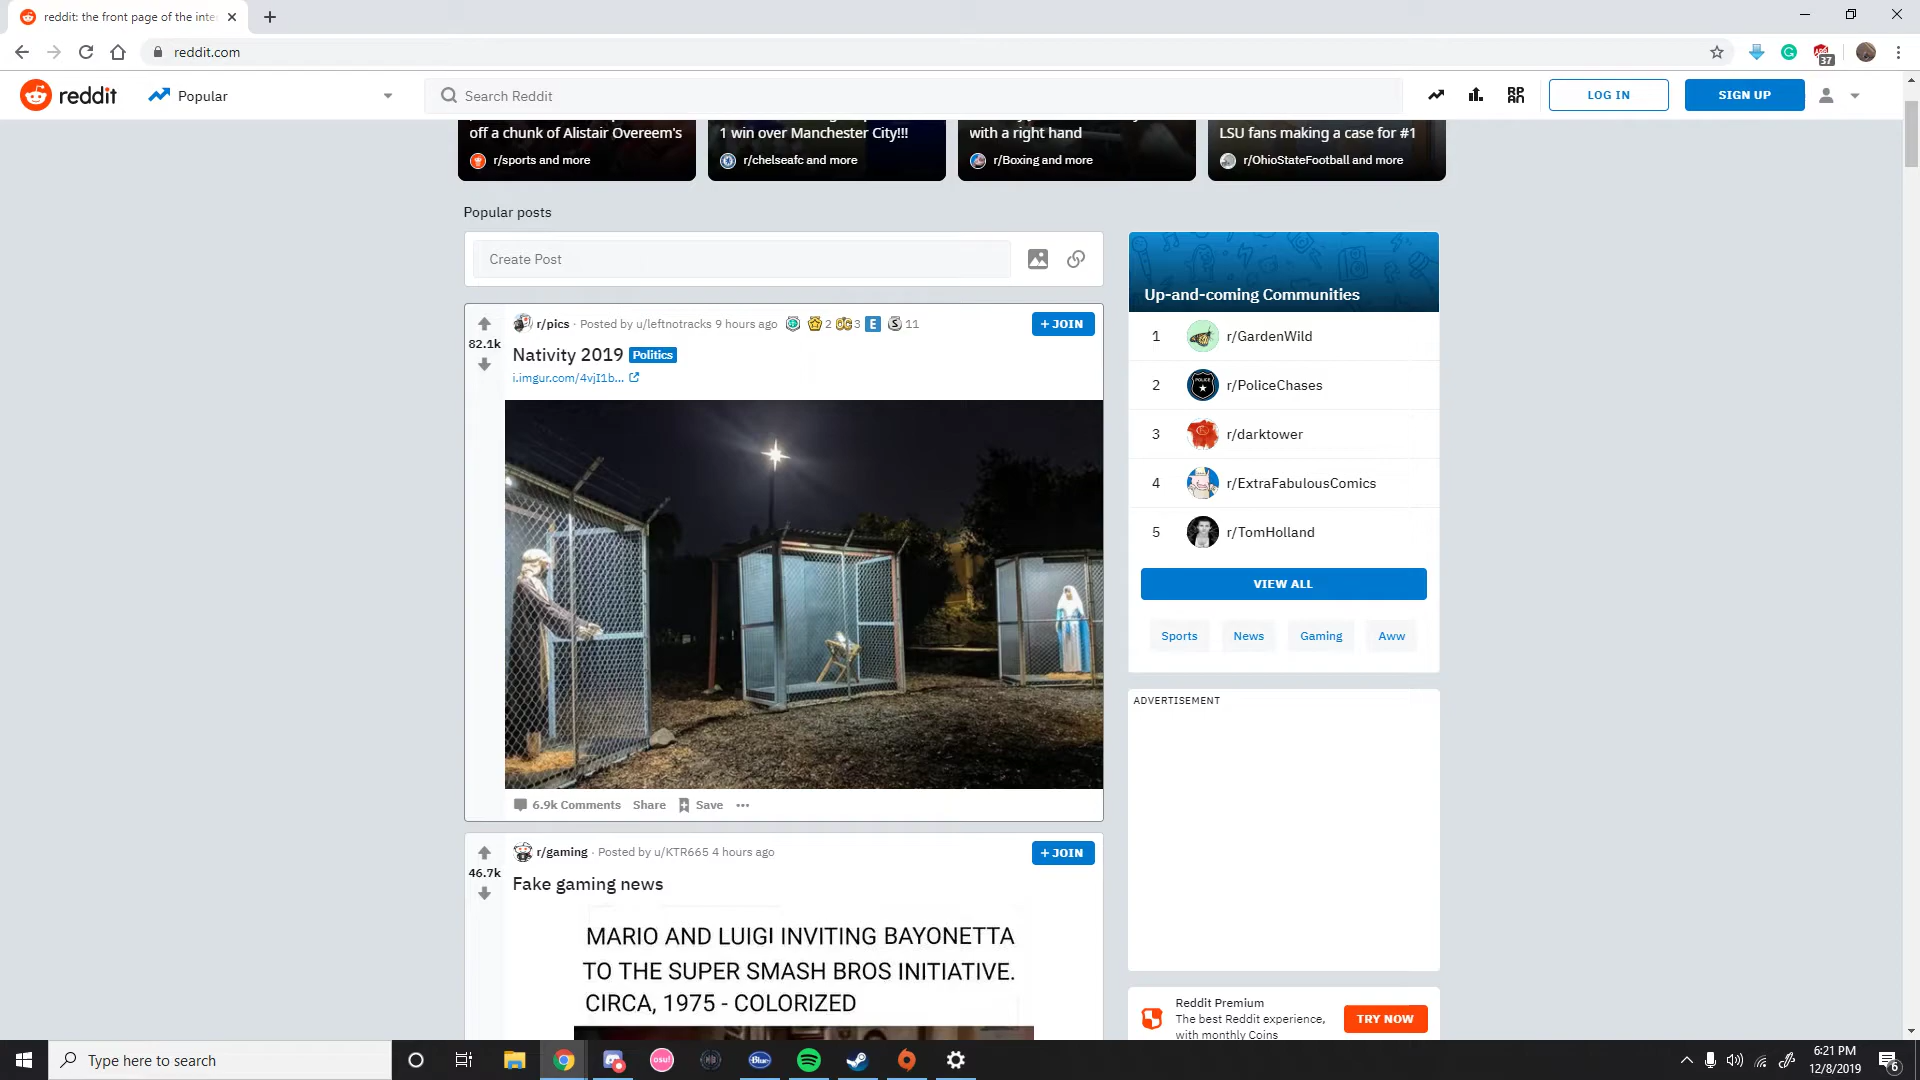 reddit: the front page of the inte
reddit.com
37
reddit
Popular
Search Reddit
LOG IN
SIGN UP
off a chunk of Alistair Overeem's
r/sports and more
1 win over Manchester City!!!
r/chelseafc and more
with a right hand
r/Boxing and more
LSU fans making a case for #1
r/OhioStateFootball and more
Popular posts
Create Post
82.1k
r/pics · Posted by u/leftnotracks 9 hours ago 2 3 E S 11
+ JOIN
Nativity 2019 Politics
i.imgur.com/4vjI1b...
6.9k Comments Share Save ...
46.7k
r/gaming · Posted by u/KTR665 4 hours ago
+ JOIN
Fake gaming news
MARIO AND LUIGI INVITING BAYONETTA
TO THE SUPER SMASH BROS INITIATIVE.
CIRCA, 1975 - COLORIZED
Up-and-coming Communities
1 r/GardenWild
2 r/PoliceChases
3 r/darktower
4 r/ExtraFabulousComics
5 r/TomHolland
VIEW ALL
Sports News Gaming Aww
ADVERTISEMENT
Reddit Premium
The best Reddit experience,
with monthly Coins
TRY NOW
Type here to search
osu!
Blue
6:21 PM
12/8/2019
6